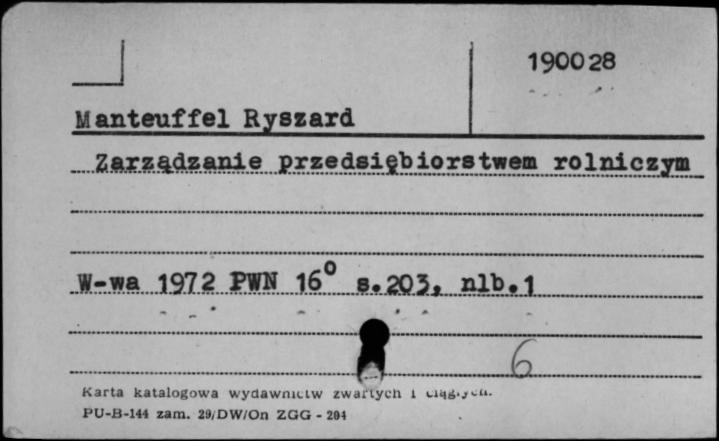 190028
Manteuffel Ryszard
Zarządzanie przedsiębiorstwem rolniczym
W-wa 1972 PWN 16° s.203, nlb.1
6
Karta katalogowa wydawnictw zwartych i ciągłych.
PU-B-144 zam. 29/DW/On ZGG - 204